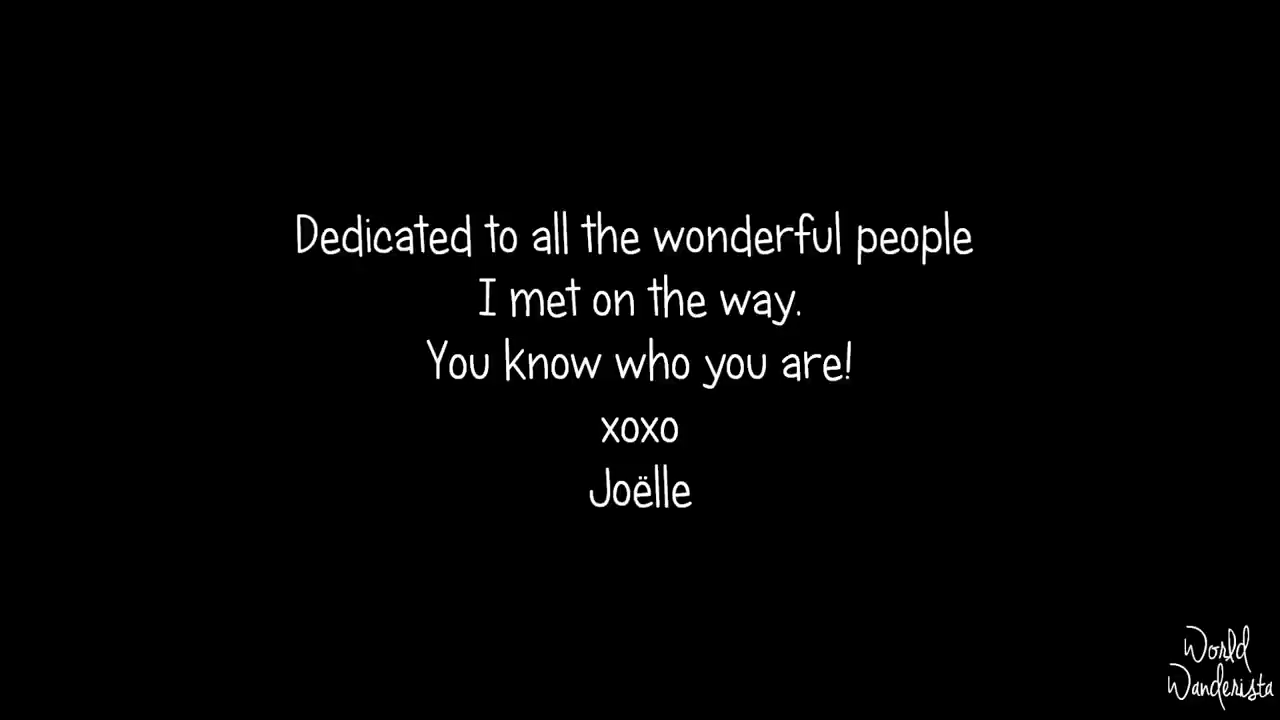 Dedicated to all the wonderful people
I met on the way.
You know who you are!
xoxo
Joëlle
World
Wanderista